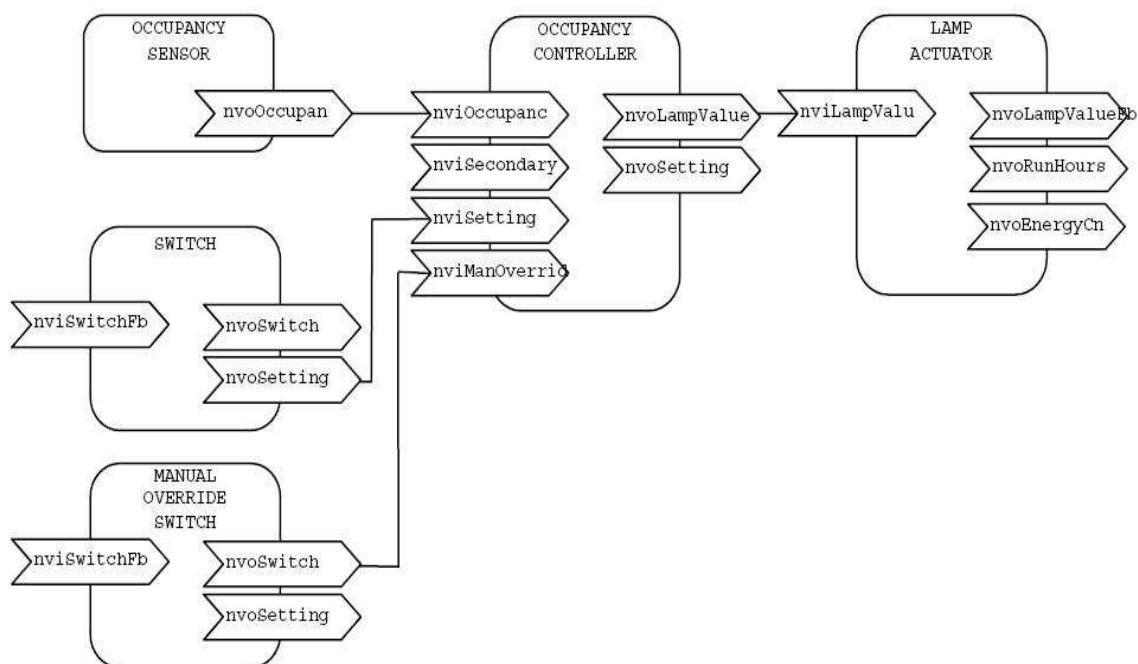 OCCUPANCY
SENSOR
nvoOccupan
OCCUPANCY
CONTROLLER
nviOccupanc
nviSecondary
nviSetting
nviManOverrid
nvoLampValue
nvoSetting
LAMP
ACTUATOR
nviLampValu
nvoLampValueFb
nvoRunHours
nvoEnergyCn
SWITCH
nviSwitchFb
nvoSwitch
nvoSetting
MANUAL
OVERRIDE
SWITCH
nviSwitchFb
nvoSwitch
nvoSetting